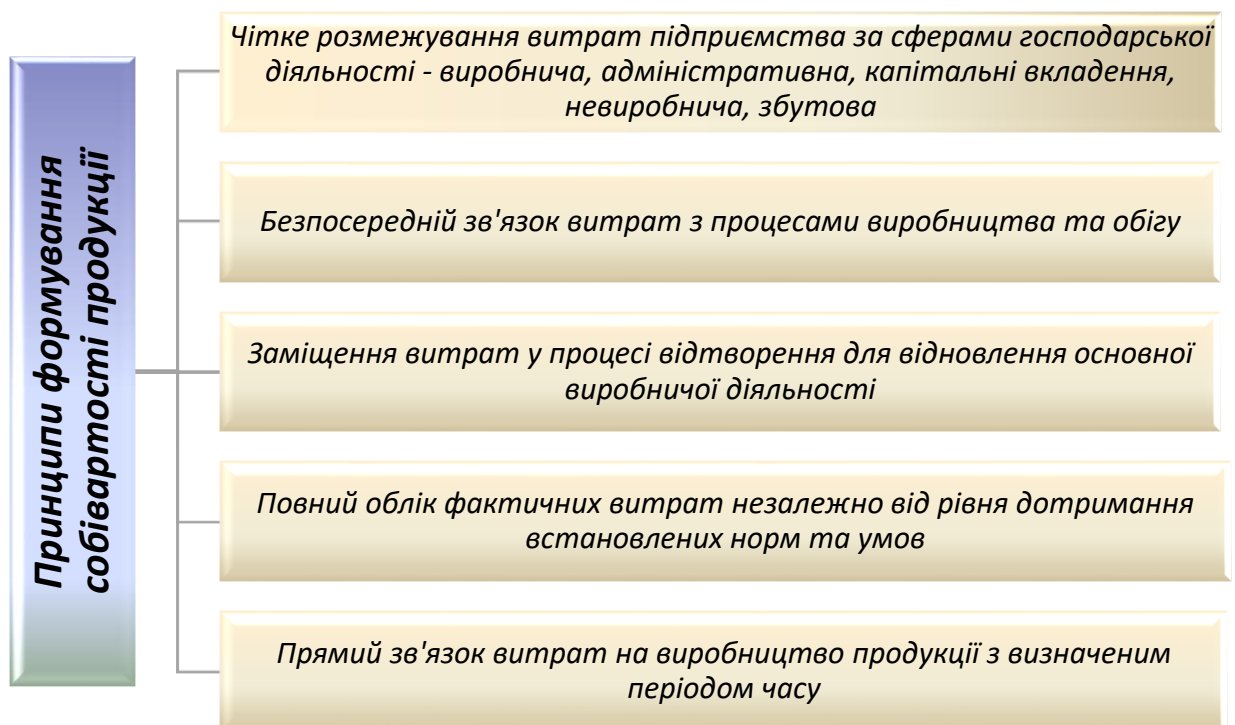 Принципи формування
собівартості продукції
Чітке розмежування витрат підприємства за сферами господарської
діяльності - виробнича, адміністративна, капітальні вкладення,
невиробнича, збутова
Безпосередній зв'язок витрат з процесами виробництва та обігу
Заміщення витрат у процесі відтворення для відновлення основної
виробничої діяльності
Повний облік фактичних витрат незалежно від рівня дотримання
встановлених норм та умов
Прямий зв'язок витрат на виробництво продукції з визначеним
періодом часу